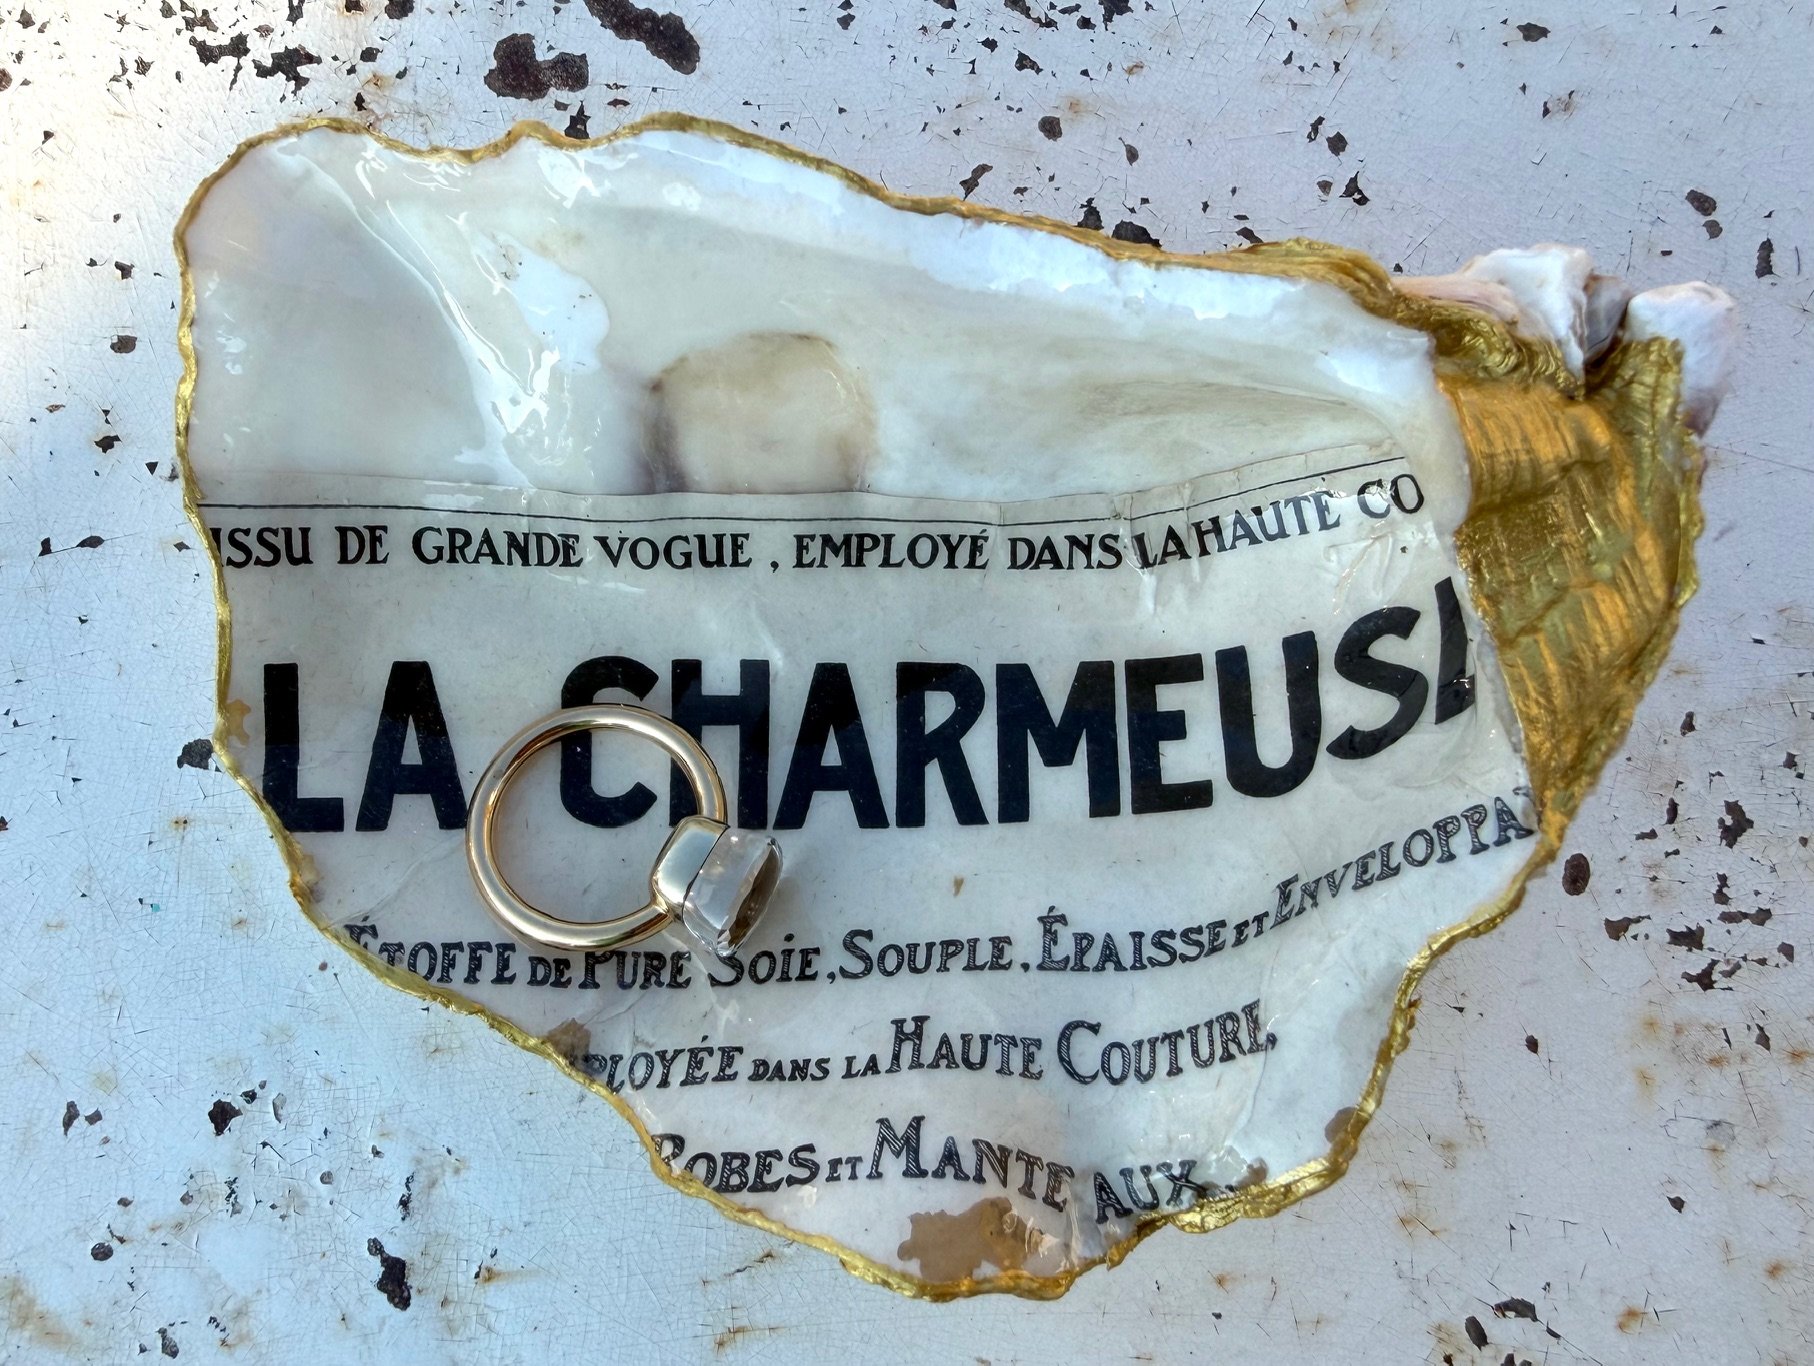 ISSU DE GRANDE VOGUE, EMPLOYÉ DANS LA HAUTE CO
LA CHARMEUSE
ÉTOFFE DE PURE SOIE, SOUPLE, ÉPAISSE ET ENVELOPPA
PLOYÉE DANS LA HAUTE COUTURE,
ROBES ET MANTEAUX...